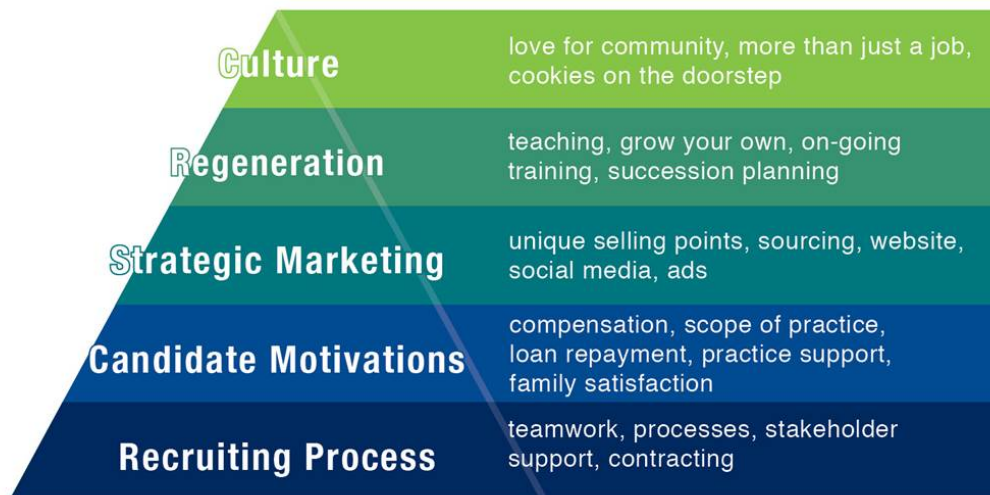 Culture
love for community, more than just a job,
cookies on the doorstep
Regeneration
teaching, grow your own, on-going
training, succession planning
Strategic Marketing
unique selling points, sourcing, website,
social media, ads
Candidate Motivations
compensation, scope of practice,
loan repayment, practice support,
family satisfaction
Recruiting Process
teamwork, processes, stakeholder
support, contracting